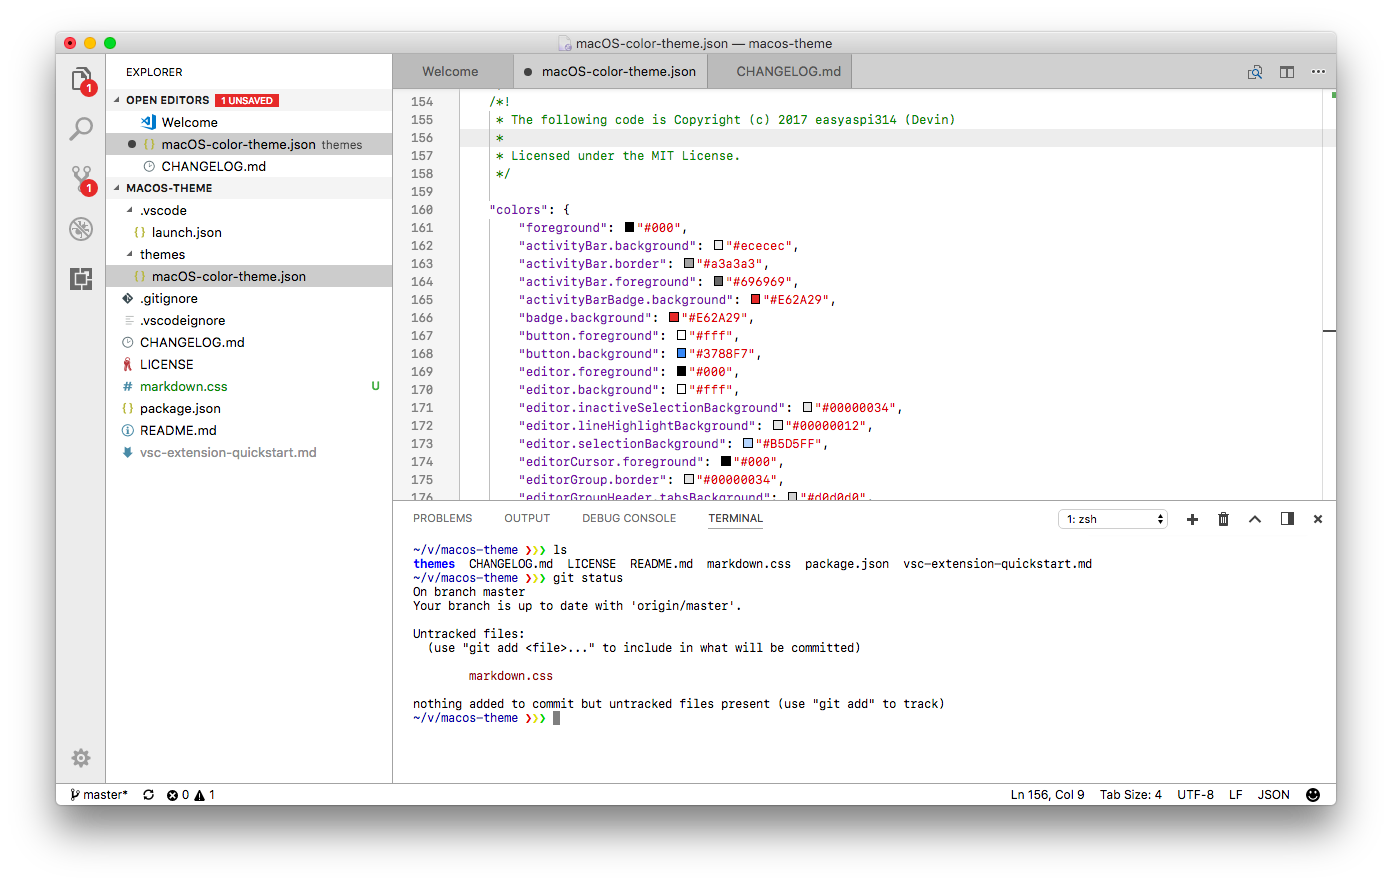 macOS-color-theme.json — macos-theme
EXPLORER
OPEN EDITORS 1 UNSAVED
Welcome
macOS-color-theme.json themes
CHANGELOG.md
MACOS-THEME
.vscode
{} launch.json
themes
{} macOS-color-theme.json
.gitignore
.vscodeignore
CHANGELOG.md
LICENSE
# markdown.css U
{} package.json
README.md
vsc-extension-quickstart.md
1
1
Welcome
macOS-color-theme.json
CHANGELOG.md
154 /*!
155 * The following code is Copyright (c) 2017 easyaspi314 (Devin)
156 *
157 * Licensed under the MIT License.
158 */
159
160 "colors": {
161 "foreground": "#000",
162 "activityBar.background": "#ececec",
163 "activityBar.border": "#a3a3a3",
164 "activityBar.foreground": "#696969",
165 "activityBarBadge.background": "#E62A29",
166 "badge.background": "#E62A29",
167 "button.foreground": "#fff",
168 "button.background": "#3788F7",
169 "editor.foreground": "#000",
170 "editor.background": "#fff",
171 "editor.inactiveSelectionBackground": "#00000034",
172 "editor.lineHighlightBackground": "#00000012",
173 "editor.selectionBackground": "#B5D5FF",
174 "editorCursor.foreground": "#000",
175 "editorGroup.border": "#00000034",
176 "editorGroupHeader.tabsBackground": "#d0d0d0",
PROBLEMS OUTPUT DEBUG CONSOLE TERMINAL
1: zsh
~/v/macos-theme ❯❯❯ ls
themes CHANGELOG.md LICENSE README.md markdown.css package.json vsc-extension-quickstart.md
~/v/macos-theme ❯❯❯ git status
On branch master
Your branch is up to date with 'origin/master'.
Untracked files:
(use "git add <file>..." to include in what will be committed)
markdown.css
nothing added to commit but untracked files present (use "git add" to track)
~/v/macos-theme ❯❯❯
master* 0 1
Ln 156, Col 9 Tab Size: 4 UTF-8 LF JSON